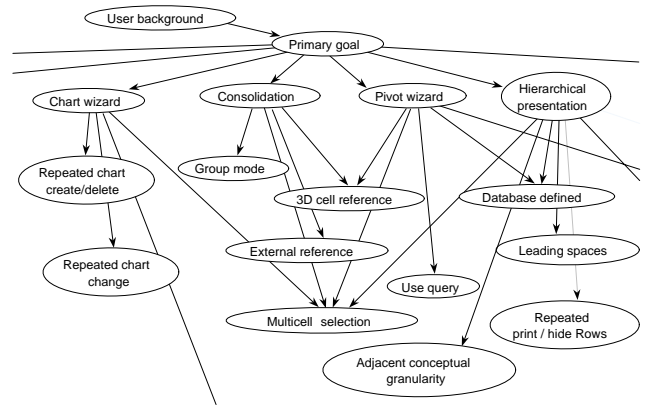 User background
Primary goal
Chart wizard
Consolidation
Pivot wizard
Hierarchical
presentation
Repeated chart
create/delete
Group mode
3D cell reference
Database defined
External reference
Leading spaces
Repeated chart
change
Use query
Multicell selection
Repeated
print / hide Rows
Adjacent conceptual
granularity